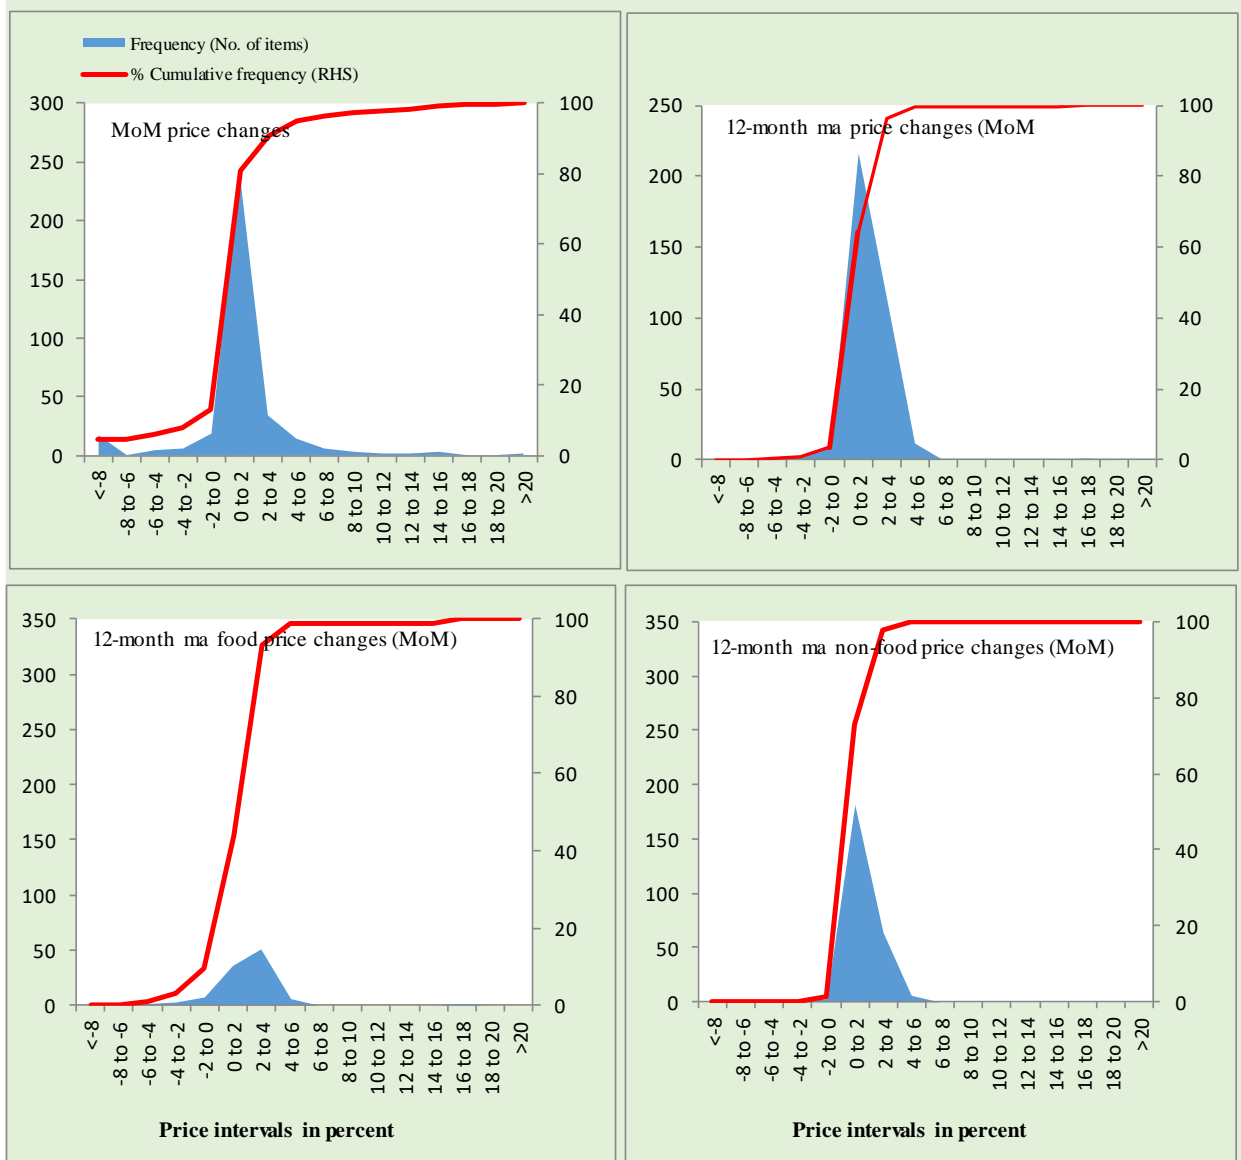 Frequency (No. of items)
% Cumulative frequency (RHS)
MoM price changes
300
250
200
150
100
50
0
100
80
60
40
20
0
<-8
-8 to -6
-6 to -4
-4 to -2
-2 to 0
0 to 2
2 to 4
4 to 6
6 to 8
8 to 10
10 to 12
12 to 14
14 to 16
16 to 18
18 to 20
>20
12-month ma price changes (MoM
250
200
150
100
50
0
100
80
60
40
20
0
<-8
-8 to -6
-6 to -4
-4 to -2
-2 to 0
0 to 2
2 to 4
4 to 6
6 to 8
8 to 10
10 to 12
12 to 14
14 to 16
16 to 18
18 to 20
>20
12-month ma food price changes (MoM)
350
300
250
200
150
100
50
0
100
80
60
40
20
0
<-8
-8 to -6
-6 to -4
-4 to -2
-2 to 0
0 to 2
2 to 4
4 to 6
6 to 8
8 to 10
10 to 12
12 to 14
14 to 16
16 to 18
18 to 20
>20
Price intervals in percent
12-month ma non-food price changes (MoM)
350
300
250
200
150
100
50
0
100
80
60
40
20
0
<-8
-8 to -6
-6 to -4
-4 to -2
-2 to 0
0 to 2
2 to 4
4 to 6
6 to 8
8 to 10
10 to 12
12 to 14
14 to 16
16 to 18
18 to 20
>20
Price intervals in percent